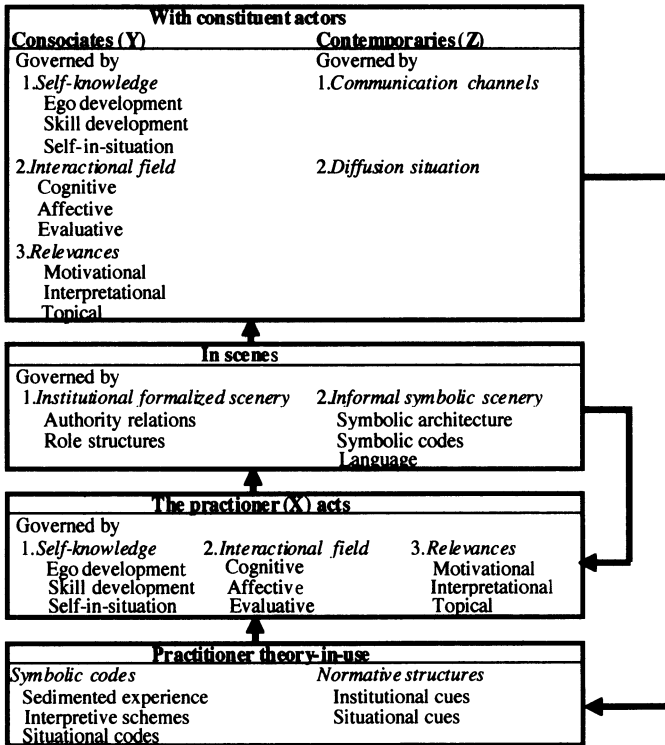 With constituent actors
Consociates (Y) Contemporaries (Z)
Governed by Governed by
1.Self-knowledge 1.Communication channels
Ego development
Skill development
Self-in-situation
2.Interactional field 2.Diffusion situation
Cognitive
Affective
Evaluative
3.Relevances
Motivational
Interpretational
Topical
In scenes
Governed by
1.Institutional formalized scenery 2.Informal symbolic scenery
Authority relations Symbolic architecture
Role structures Symbolic codes
Language
The practioner (X) acts
Governed by
1.Self-knowledge 2.Interactional field 3.Relevances
Ego development Cognitive Motivational
Skill development Affective Interpretational
Self-in-situation Evaluative Topical
Practitioner theory-in-use
Symbolic codes Normative structures
Sedimented experience Institutional cues
Interpretive schemes Situational cues
Situational codes